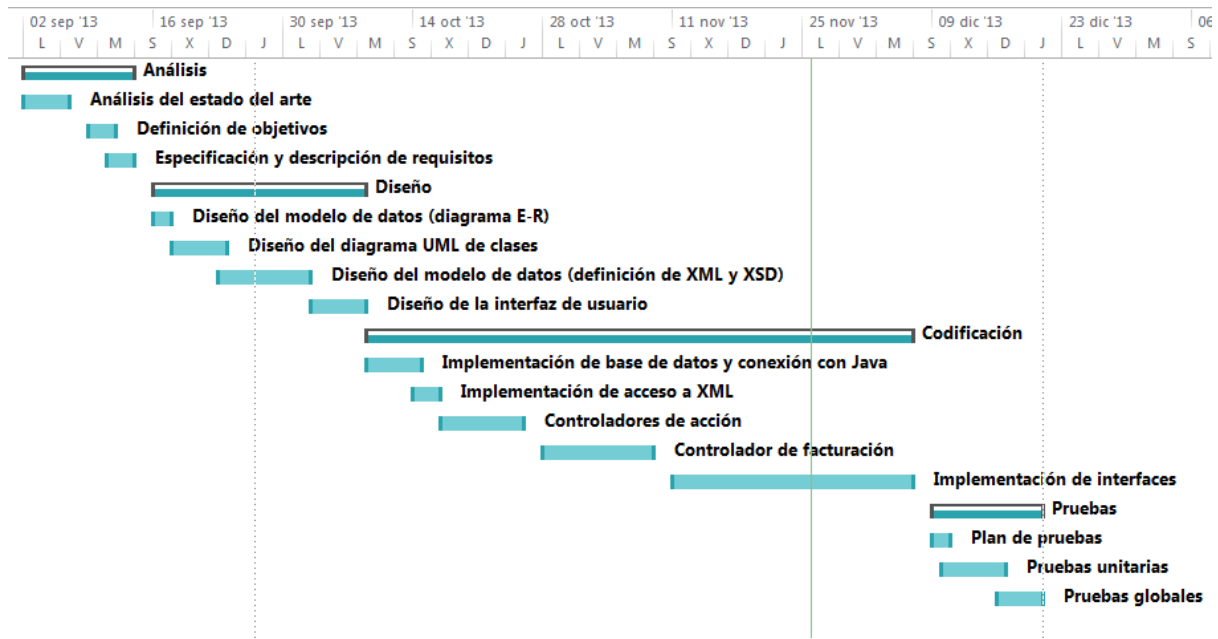 02 sep '13 16 sep '13 30 sep '13 14 oct '13 28 oct '13 11 nov '13 25 nov '13 09 dic '13 23 dic '13 06
L V M S X D J L V M S X D J L V M S X D J L V M S X D J L V M S
Análisis
Análisis del estado del arte
Definición de objetivos
Especificación y descripción de requisitos
Diseño
Diseño del modelo de datos (diagrama E-R)
Diseño del diagrama UML de clases
Diseño del modelo de datos (definición de XML y XSD)
Diseño de la interfaz de usuario
Codificación
Implementación de base de datos y conexión con Java
Implementación de acceso a XML
Controladores de acción
Controlador de facturación
Implementación de interfaces
Pruebas
Plan de pruebas
Pruebas unitarias
Pruebas globales